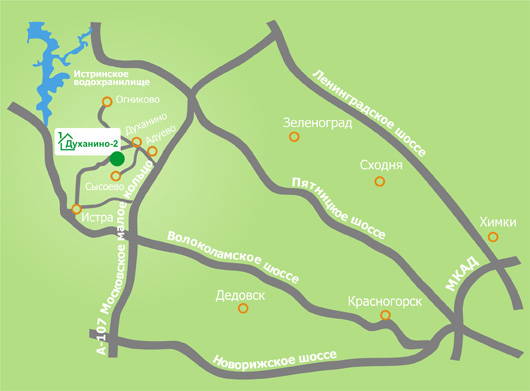 Ленинградское шоссе
Истринское
водохранилище
Огниково
Духанино
Адуево
Духанино-2
Сысоево
Истра
Зеленоград
Сходня
Пятницкое шоссе
Химки
МКАД
Волоколамское шоссе
А-107 Московское малое кольцо
Дедовск
Красногорск
Новорижское шоссе